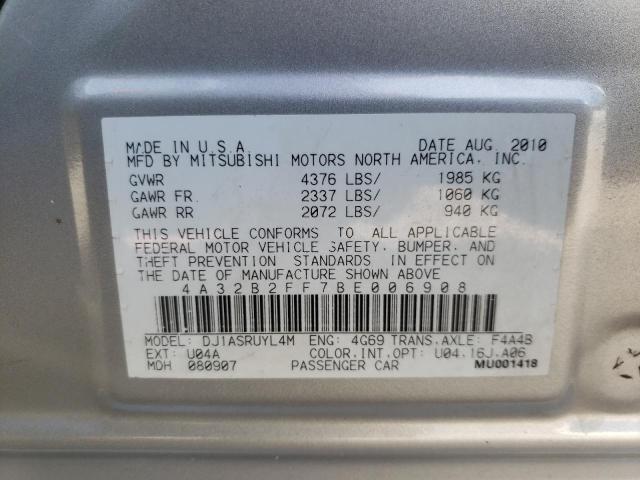 MADE IN U.S.A. DATE AUG. 2010
MFD BY MITSUBISHI MOTORS NORTH AMERICA, INC.
GVWR 4376 LBS/ 1985 KG
GAWR FR. 2337 LBS/ 1060 KG
GAWR RR 2072 LBS/ 940 KG
THIS VEHICLE CONFORMS TO ALL APPLICABLE
FEDERAL MOTOR VEHICLE SAFETY, BUMPER, AND
THEFT PREVENTION STANDARDS IN EFFECT ON
THE DATE OF MANUFACTURE SHOWN ABOVE
4A32B2FF7BE006908
MODEL: DJ1ASRUYL4M ENG: 4G69 TRANS.AXLE: F4A4B
EXT: U04A COLOR.INT.OPT: U04.16J.A06
MDH 080907 PASSENGER CAR MU001418